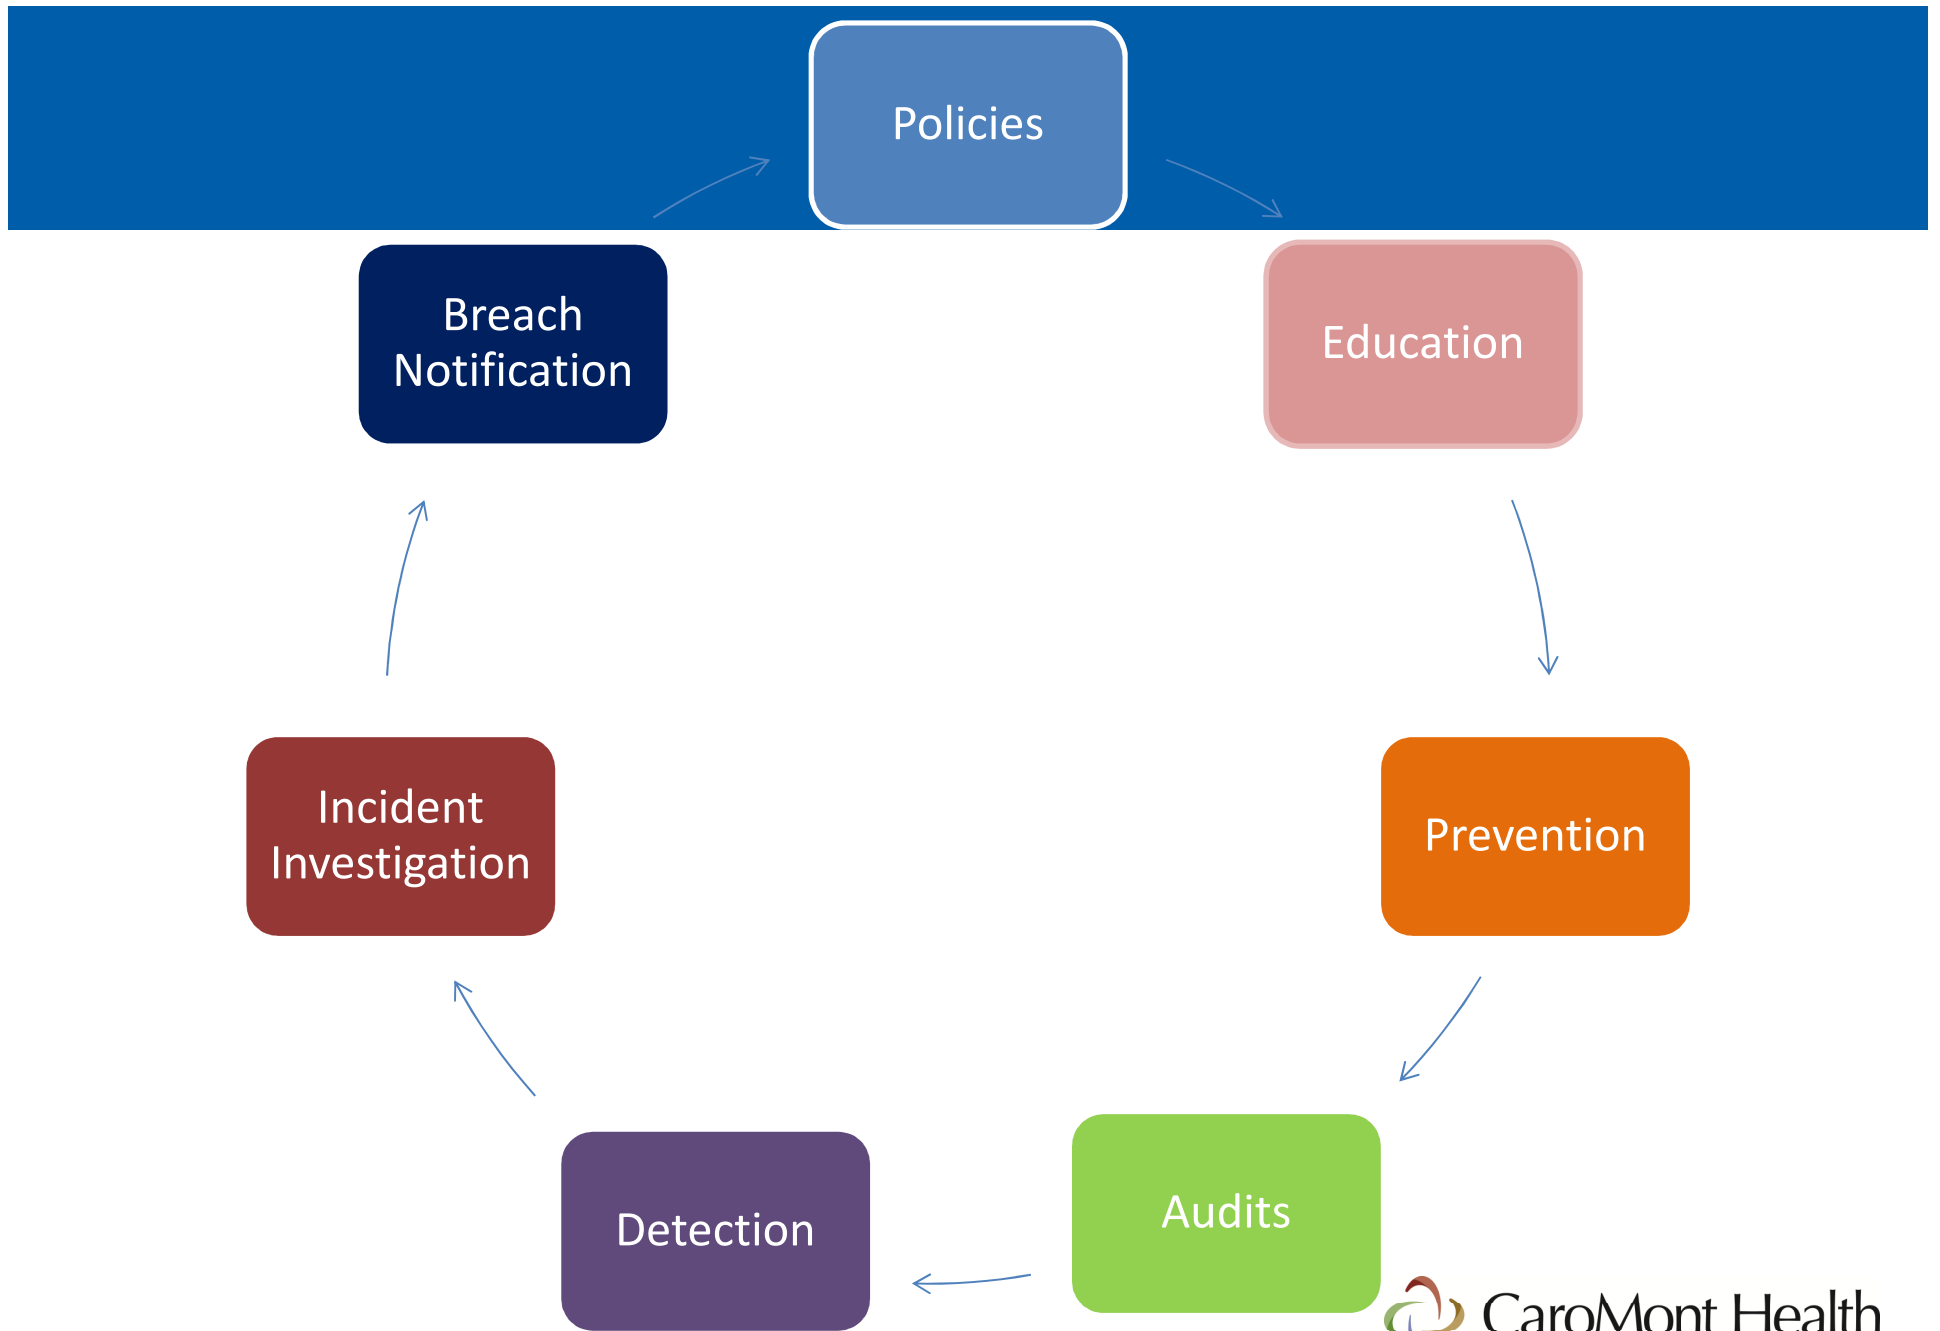 Policies
Education
Prevention
Audits
Detection
Incident
Investigation
Breach
Notification
CaroMont Health